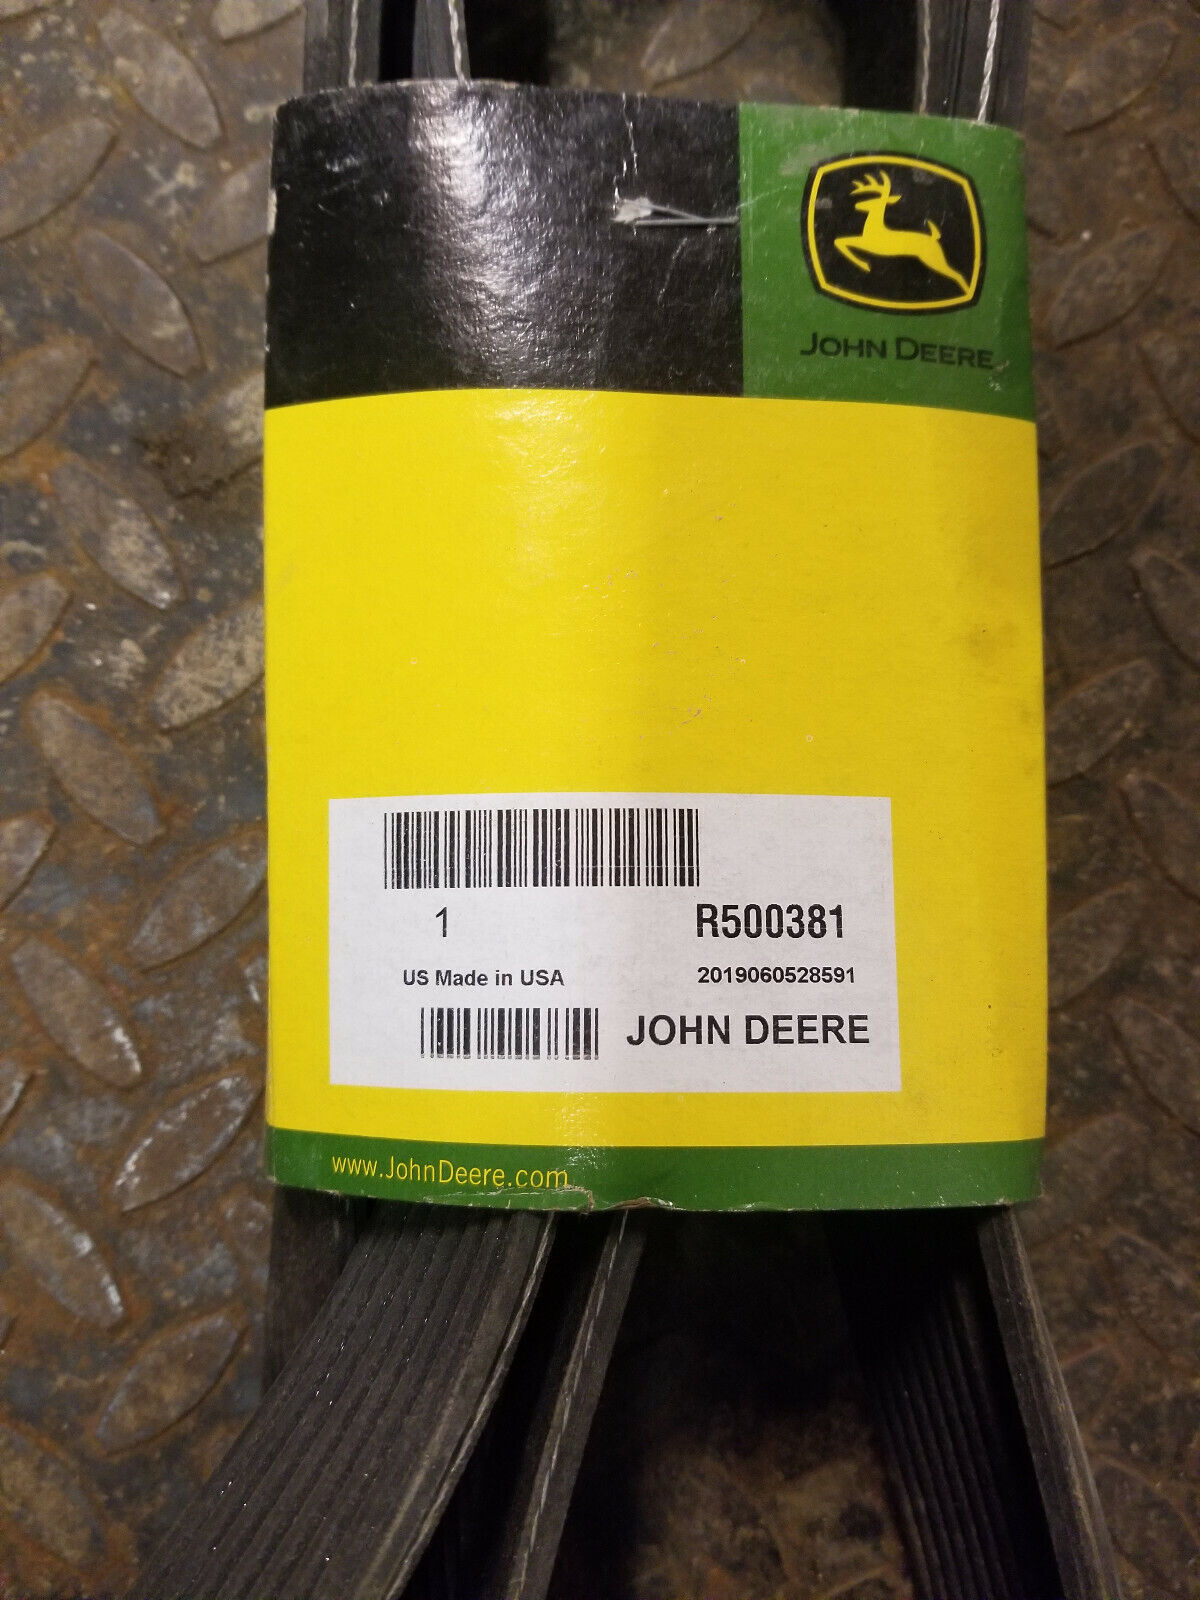 JOHN DEERE
1 R500381
US Made in USA 2019060528591
JOHN DEERE
www.JohnDeere.com